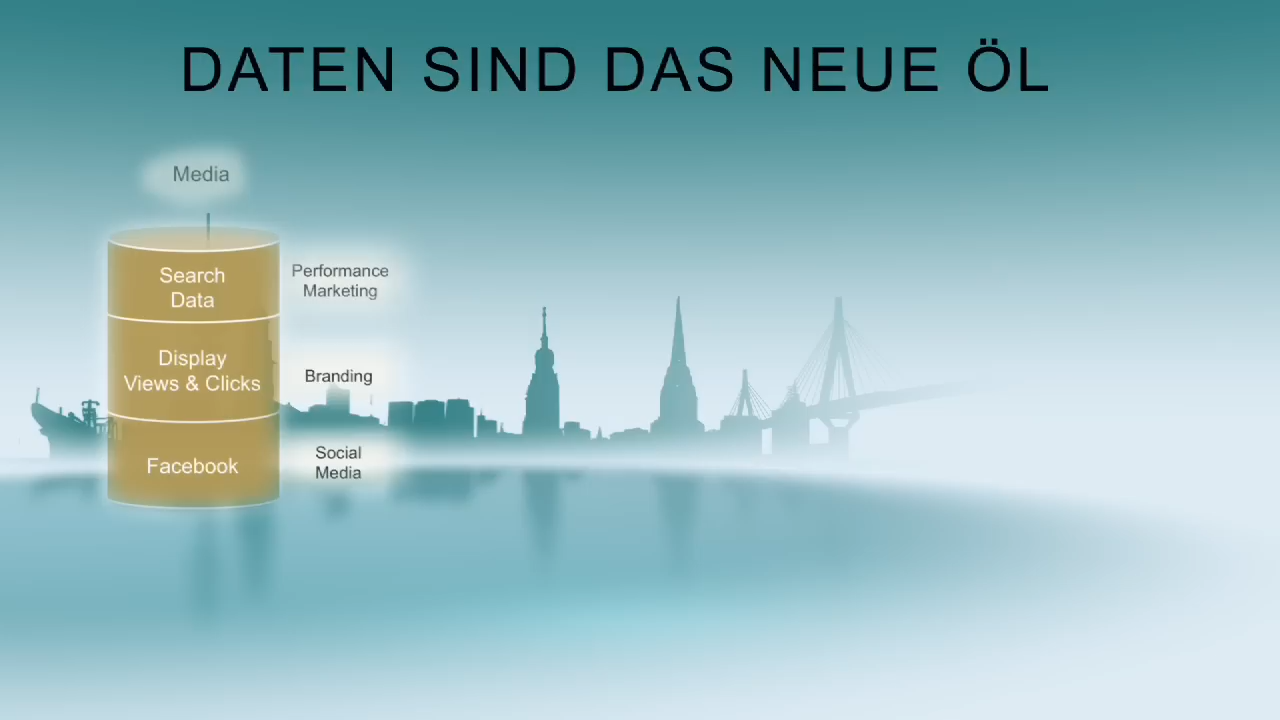 DATEN SIND DAS NEUE ÖL
Media
Search
Data
Performance
Marketing
Display
Views & Clicks
Branding
Facebook
Social
Media